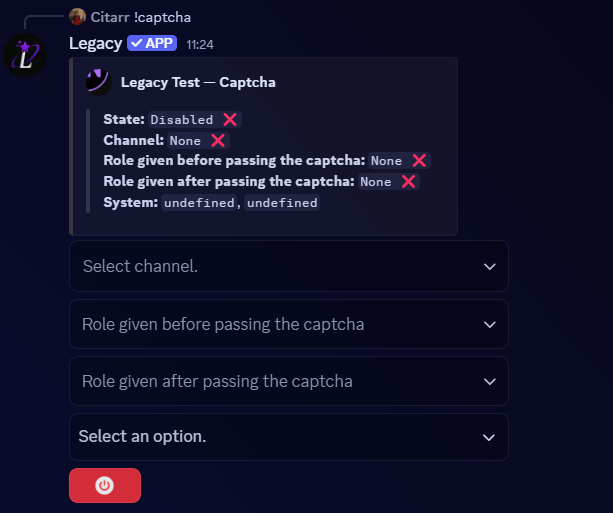 Citarr !captcha
Legacy ✓ APP 11:24
Legacy Test — Captcha
State: Disabled ❌
Channel: None ❌
Role given before passing the captcha: None ❌
Role given after passing the captcha: None ❌
System: undefined, undefined
Select channel.
Role given before passing the captcha
Role given after passing the captcha
Select an option.